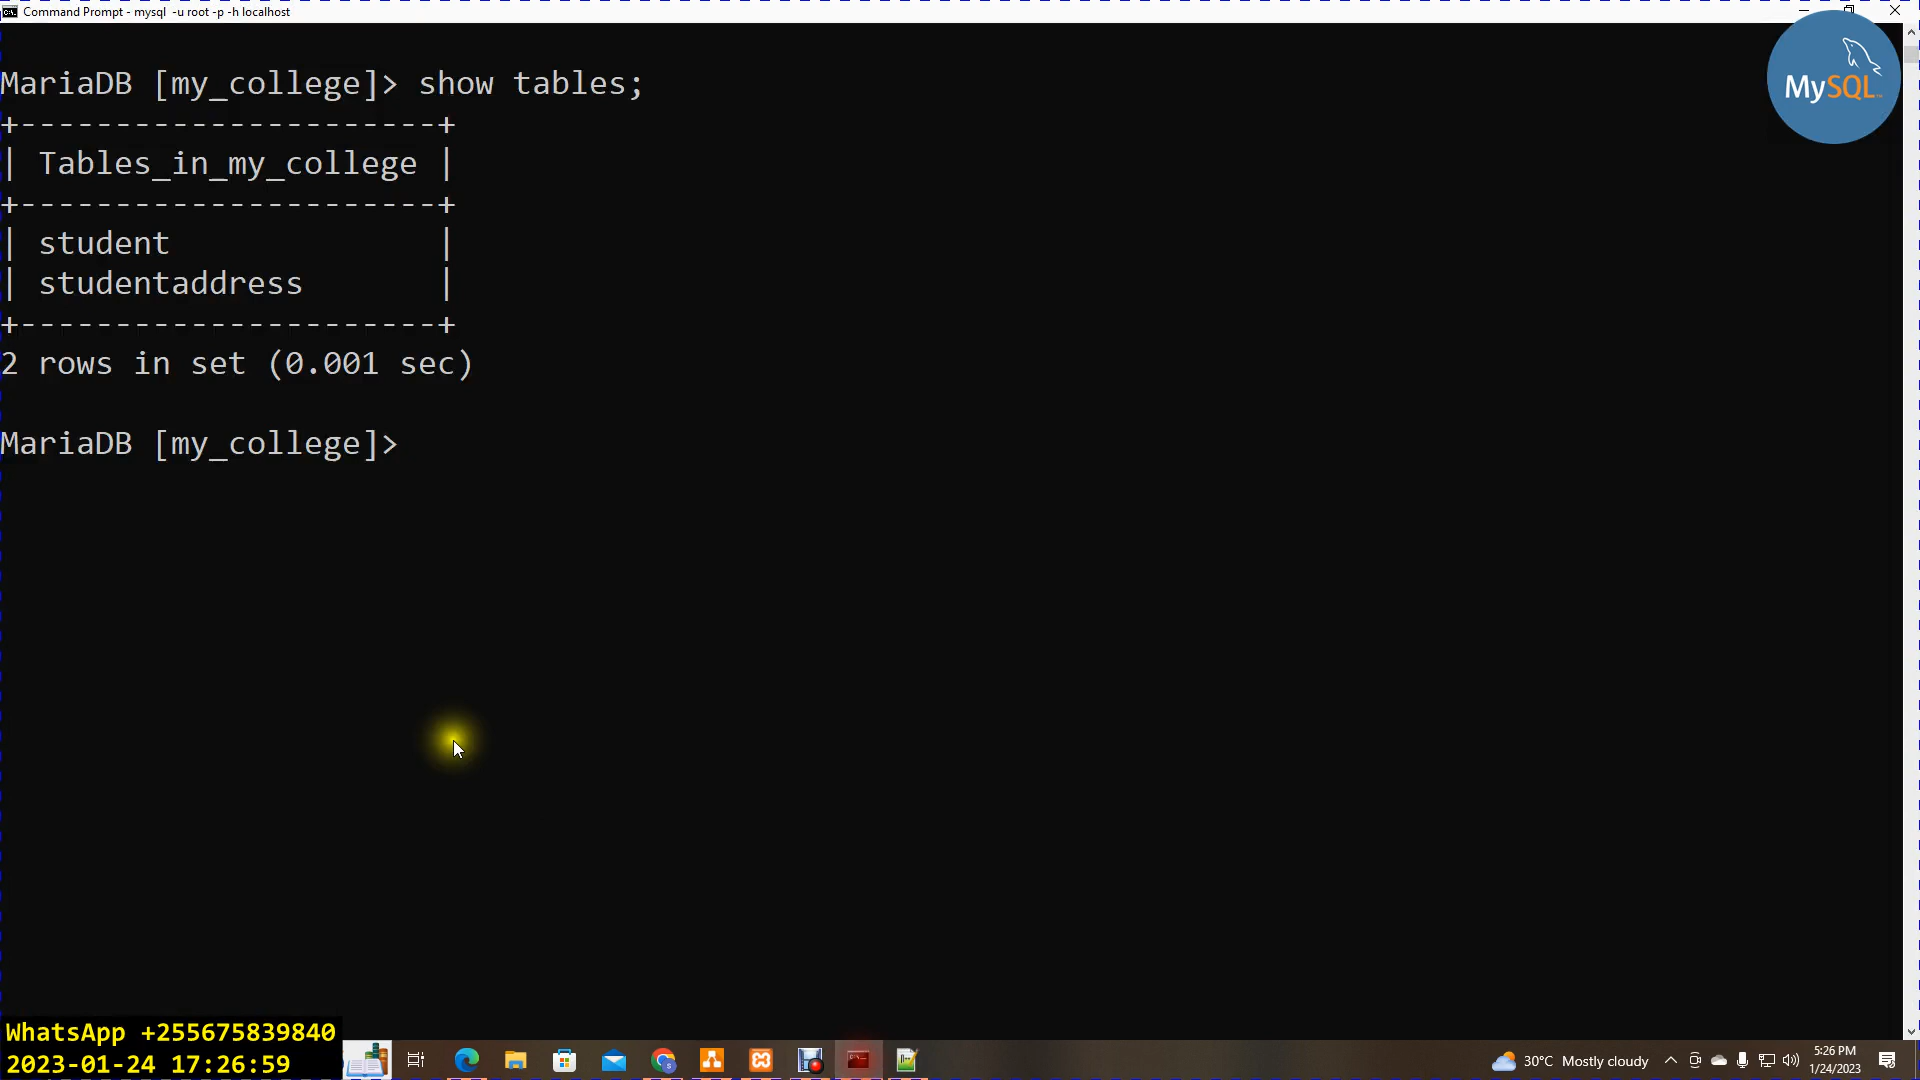 Command Prompt - mysql  -u root -p -h localhost
MySQL™
MariaDB [my_college]> show tables;
+----------------------+
| Tables_in_my_college |
+----------------------+
| student              |
| studentaddress       |
+----------------------+
2 rows in set (0.001 sec)
MariaDB [my_college]>
WhatsApp +255675839840
2023-01-24 17:26:59
30°C Mostly cloudy
5:26 PM
1/24/2023